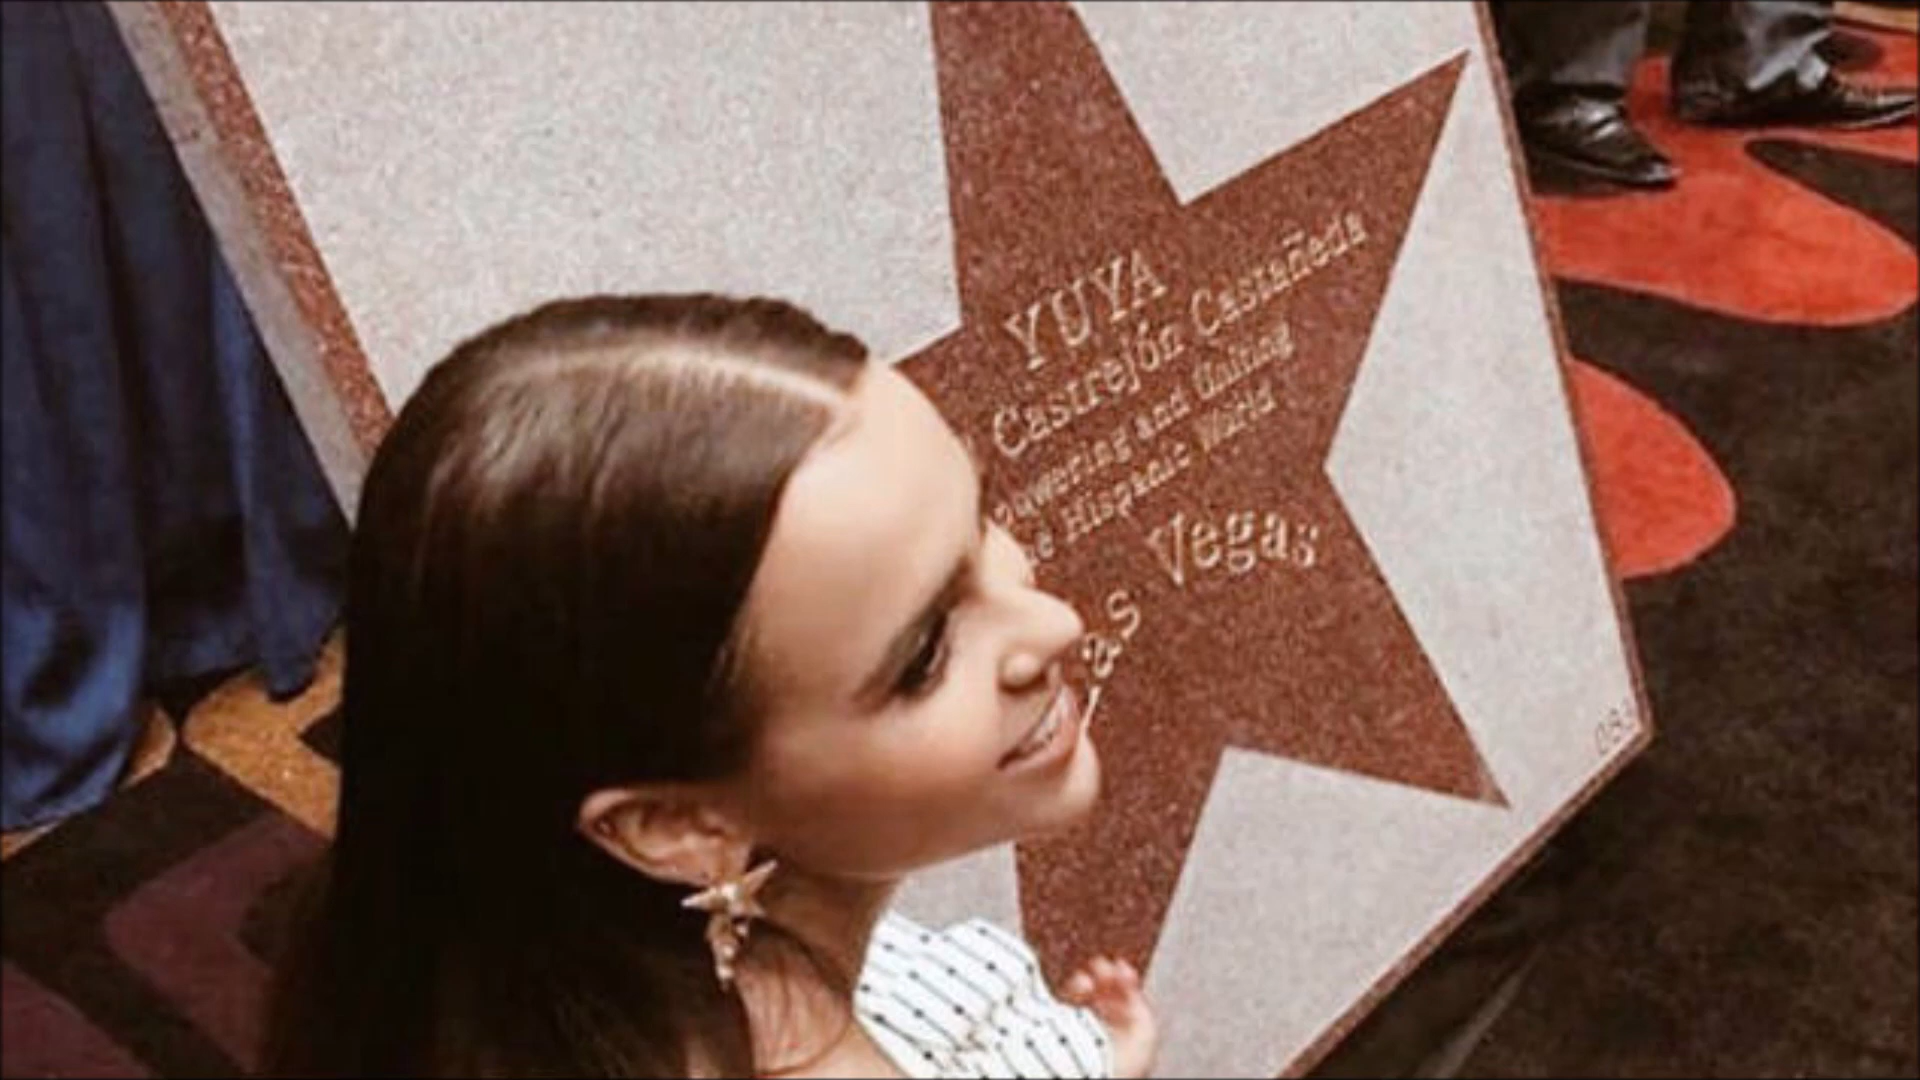 YUYA
Castrejón Castañeda
and Uniting
Hispanic World
Vegas